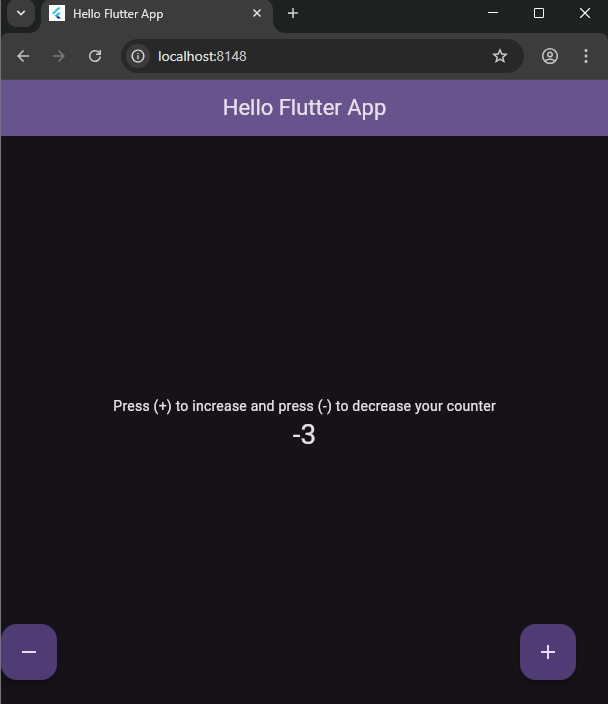 Hello Flutter App
localhost:8148
Hello Flutter App
Press (+) to increase and press (-) to decrease your counter
-3